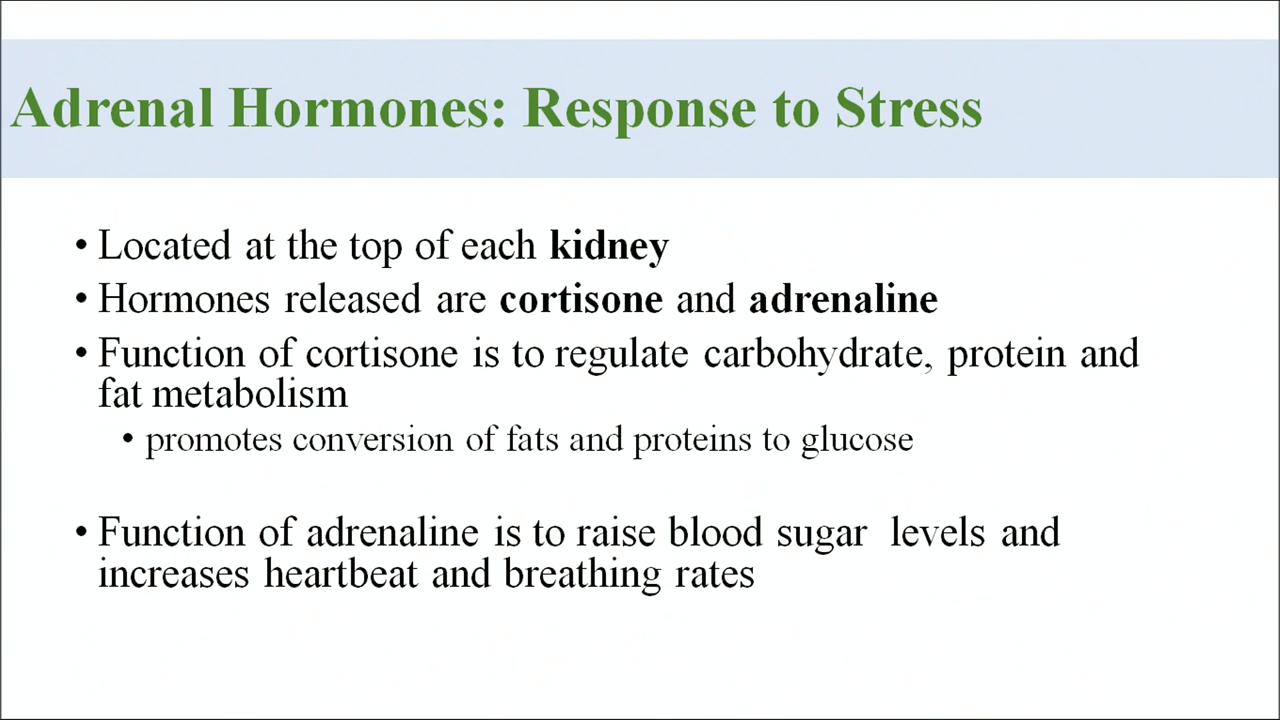 Adrenal Hormones: Response to Stress
• Located at the top of each kidney
• Hormones released are cortisone and adrenaline
• Function of cortisone is to regulate carbohydrate, protein and
fat metabolism
• promotes conversion of fats and proteins to glucose
• Function of adrenaline is to raise blood sugar levels and
increases heartbeat and breathing rates